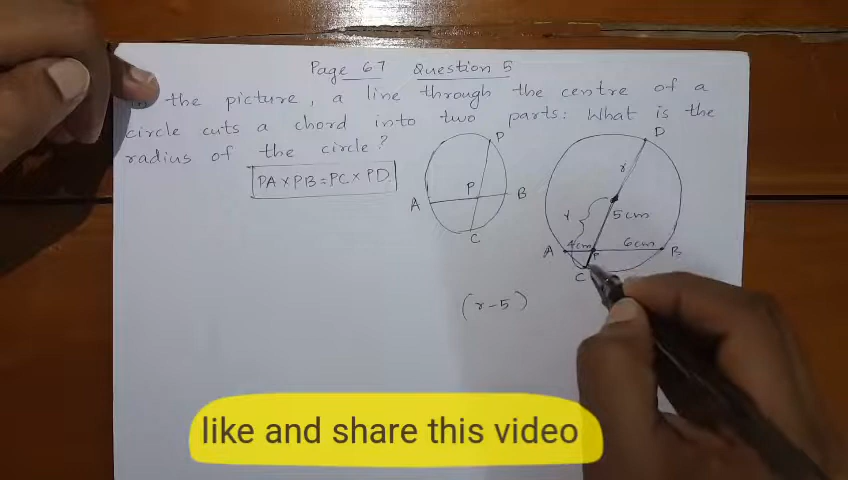 Page 67 Question 5
the picture, a line through the centre of a
circle cuts a chord into two parts: What is the
radius of the circle?
PA×PB=PC×PD
D
P
B
A
C
D
r
r
5cm
A
4cm
P
6cm
B
C
(r-5)
like and share this video